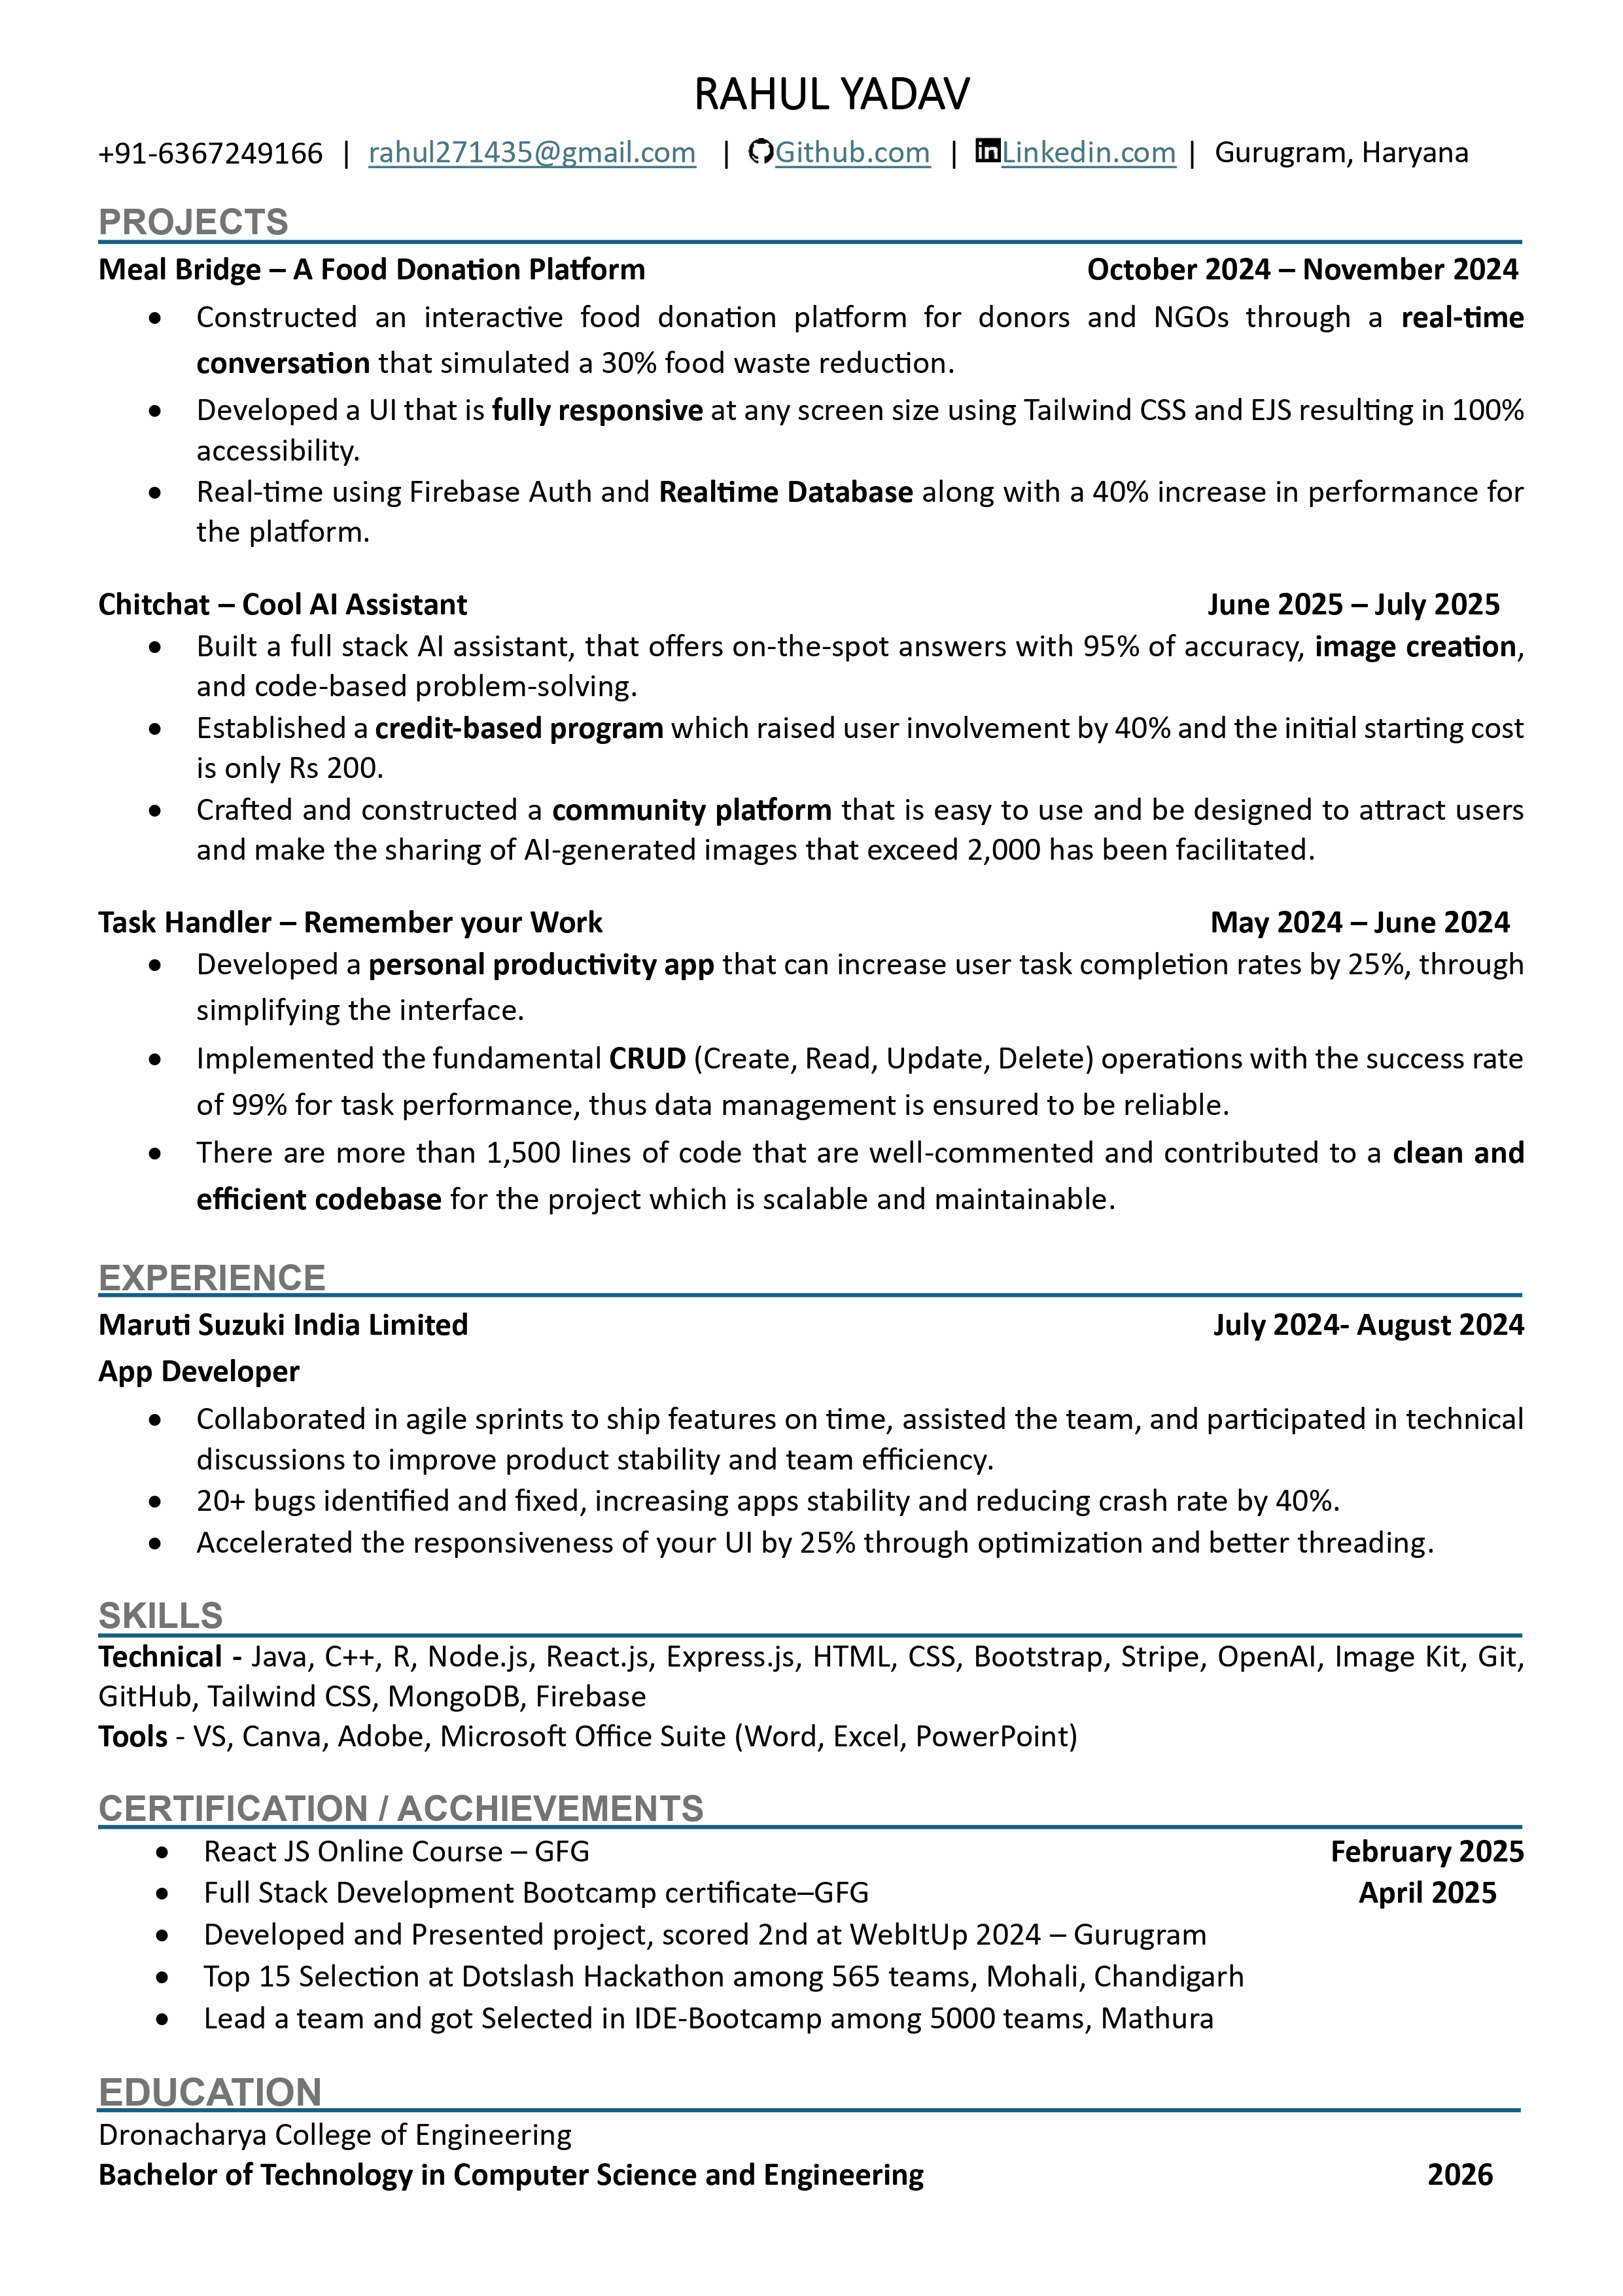 RAHUL YADAV
+91-6367249166 | rahul271435@gmail.com | Github.com | Linkedin.com | Gurugram, Haryana
PROJECTS
Meal Bridge – A Food Donation Platform October 2024 – November 2024
• Constructed an interactive food donation platform for donors and NGOs through a real-time
conversation that simulated a 30% food waste reduction.
• Developed a UI that is fully responsive at any screen size using Tailwind CSS and EJS resulting in 100%
accessibility.
• Real-time using Firebase Auth and Realtime Database along with a 40% increase in performance for
the platform.
Chitchat – Cool AI Assistant June 2025 – July 2025
• Built a full stack AI assistant, that offers on-the-spot answers with 95% of accuracy, image creation,
and code-based problem-solving.
• Established a credit-based program which raised user involvement by 40% and the initial starting cost
is only Rs 200.
• Crafted and constructed a community platform that is easy to use and be designed to attract users
and make the sharing of AI-generated images that exceed 2,000 has been facilitated.
Task Handler – Remember your Work May 2024 – June 2024
• Developed a personal productivity app that can increase user task completion rates by 25%, through
simplifying the interface.
• Implemented the fundamental CRUD (Create, Read, Update, Delete) operations with the success rate
of 99% for task performance, thus data management is ensured to be reliable.
• There are more than 1,500 lines of code that are well-commented and contributed to a clean and
efficient codebase for the project which is scalable and maintainable.
EXPERIENCE
Maruti Suzuki India Limited July 2024- August 2024
App Developer
• Collaborated in agile sprints to ship features on time, assisted the team, and participated in technical
discussions to improve product stability and team efficiency.
• 20+ bugs identified and fixed, increasing apps stability and reducing crash rate by 40%.
• Accelerated the responsiveness of your UI by 25% through optimization and better threading.
SKILLS
Technical - Java, C++, R, Node.js, React.js, Express.js, HTML, CSS, Bootstrap, Stripe, OpenAI, Image Kit, Git,
GitHub, Tailwind CSS, MongoDB, Firebase
Tools - VS, Canva, Adobe, Microsoft Office Suite (Word, Excel, PowerPoint)
CERTIFICATION / ACCHIEVEMENTS
• React JS Online Course – GFG February 2025
• Full Stack Development Bootcamp certificate–GFG April 2025
• Developed and Presented project, scored 2nd at WebItUp 2024 – Gurugram
• Top 15 Selection at Dotslash Hackathon among 565 teams, Mohali, Chandigarh
• Lead a team and got Selected in IDE-Bootcamp among 5000 teams, Mathura
EDUCATION
Dronacharya College of Engineering
Bachelor of Technology in Computer Science and Engineering 2026